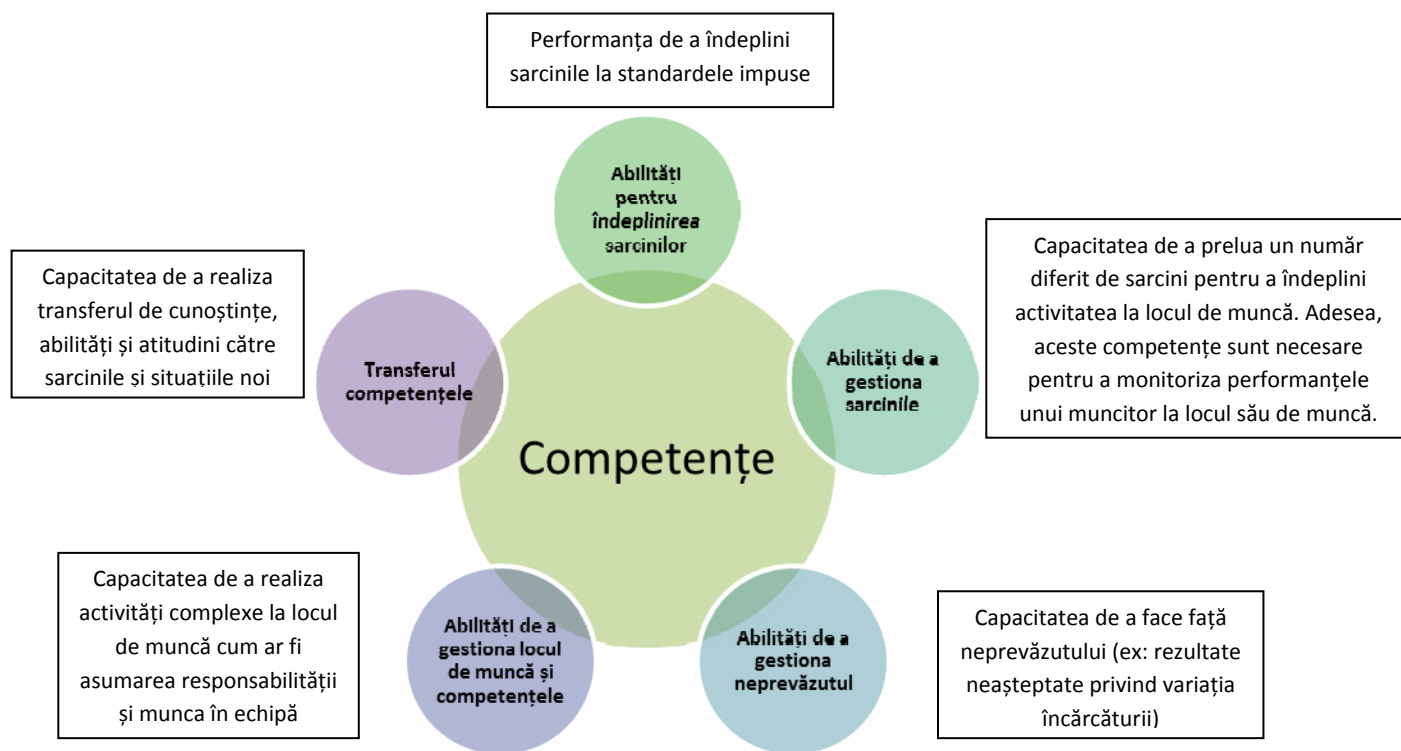 Performanța de a îndeplini
sarcinile la standardele impuse
Abilități
pentru
îndeplinirea
sarcinilor
Capacitatea de a prelua un număr
diferit de sarcini pentru a îndeplini
activitatea la locul de muncă. Adesea,
aceste competențe sunt necesare
pentru a monitoriza performanțele
unui muncitor la locul său de muncă.
Capacitatea de a realiza
transferul de cunoștințe,
abilități și atitudini către
sarcinile și situațiile noi
Transferul
competențele
Abilități de a
gestiona
sarcinile
Competențe
Capacitatea de a realiza
activități complexe la locul
de muncă cum ar fi
asumarea responsabilității
și munca în echipă
Abilități de a
gestiona locul
de muncă și
competențele
Abilități de a
gestiona
neprevăzutul
Capacitatea de a face față
neprevăzutului (ex: rezultate
neașteptate privind variația
încărcăturii)